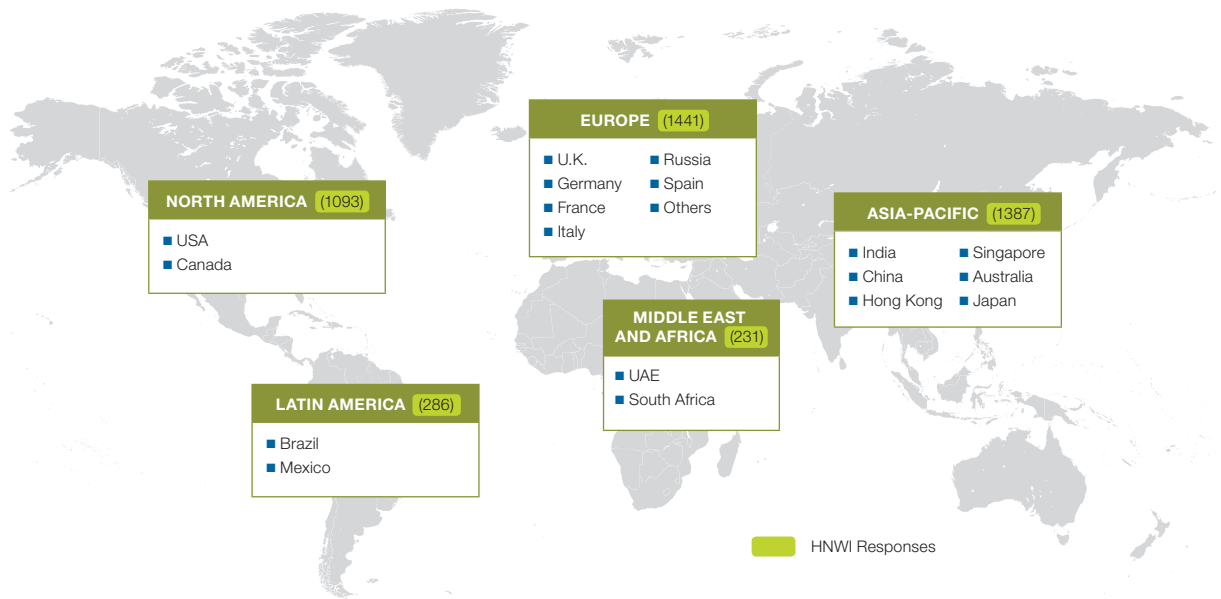 EUROPE (1441)
U.K.
Germany
France
Italy
Russia
Spain
Others
NORTH AMERICA (1093)
USA
Canada
ASIA-PACIFIC (1387)
India
China
Hong Kong
Singapore
Australia
Japan
MIDDLE EAST
AND AFRICA (231)
UAE
South Africa
LATIN AMERICA (286)
Brazil
Mexico
HNWI Responses